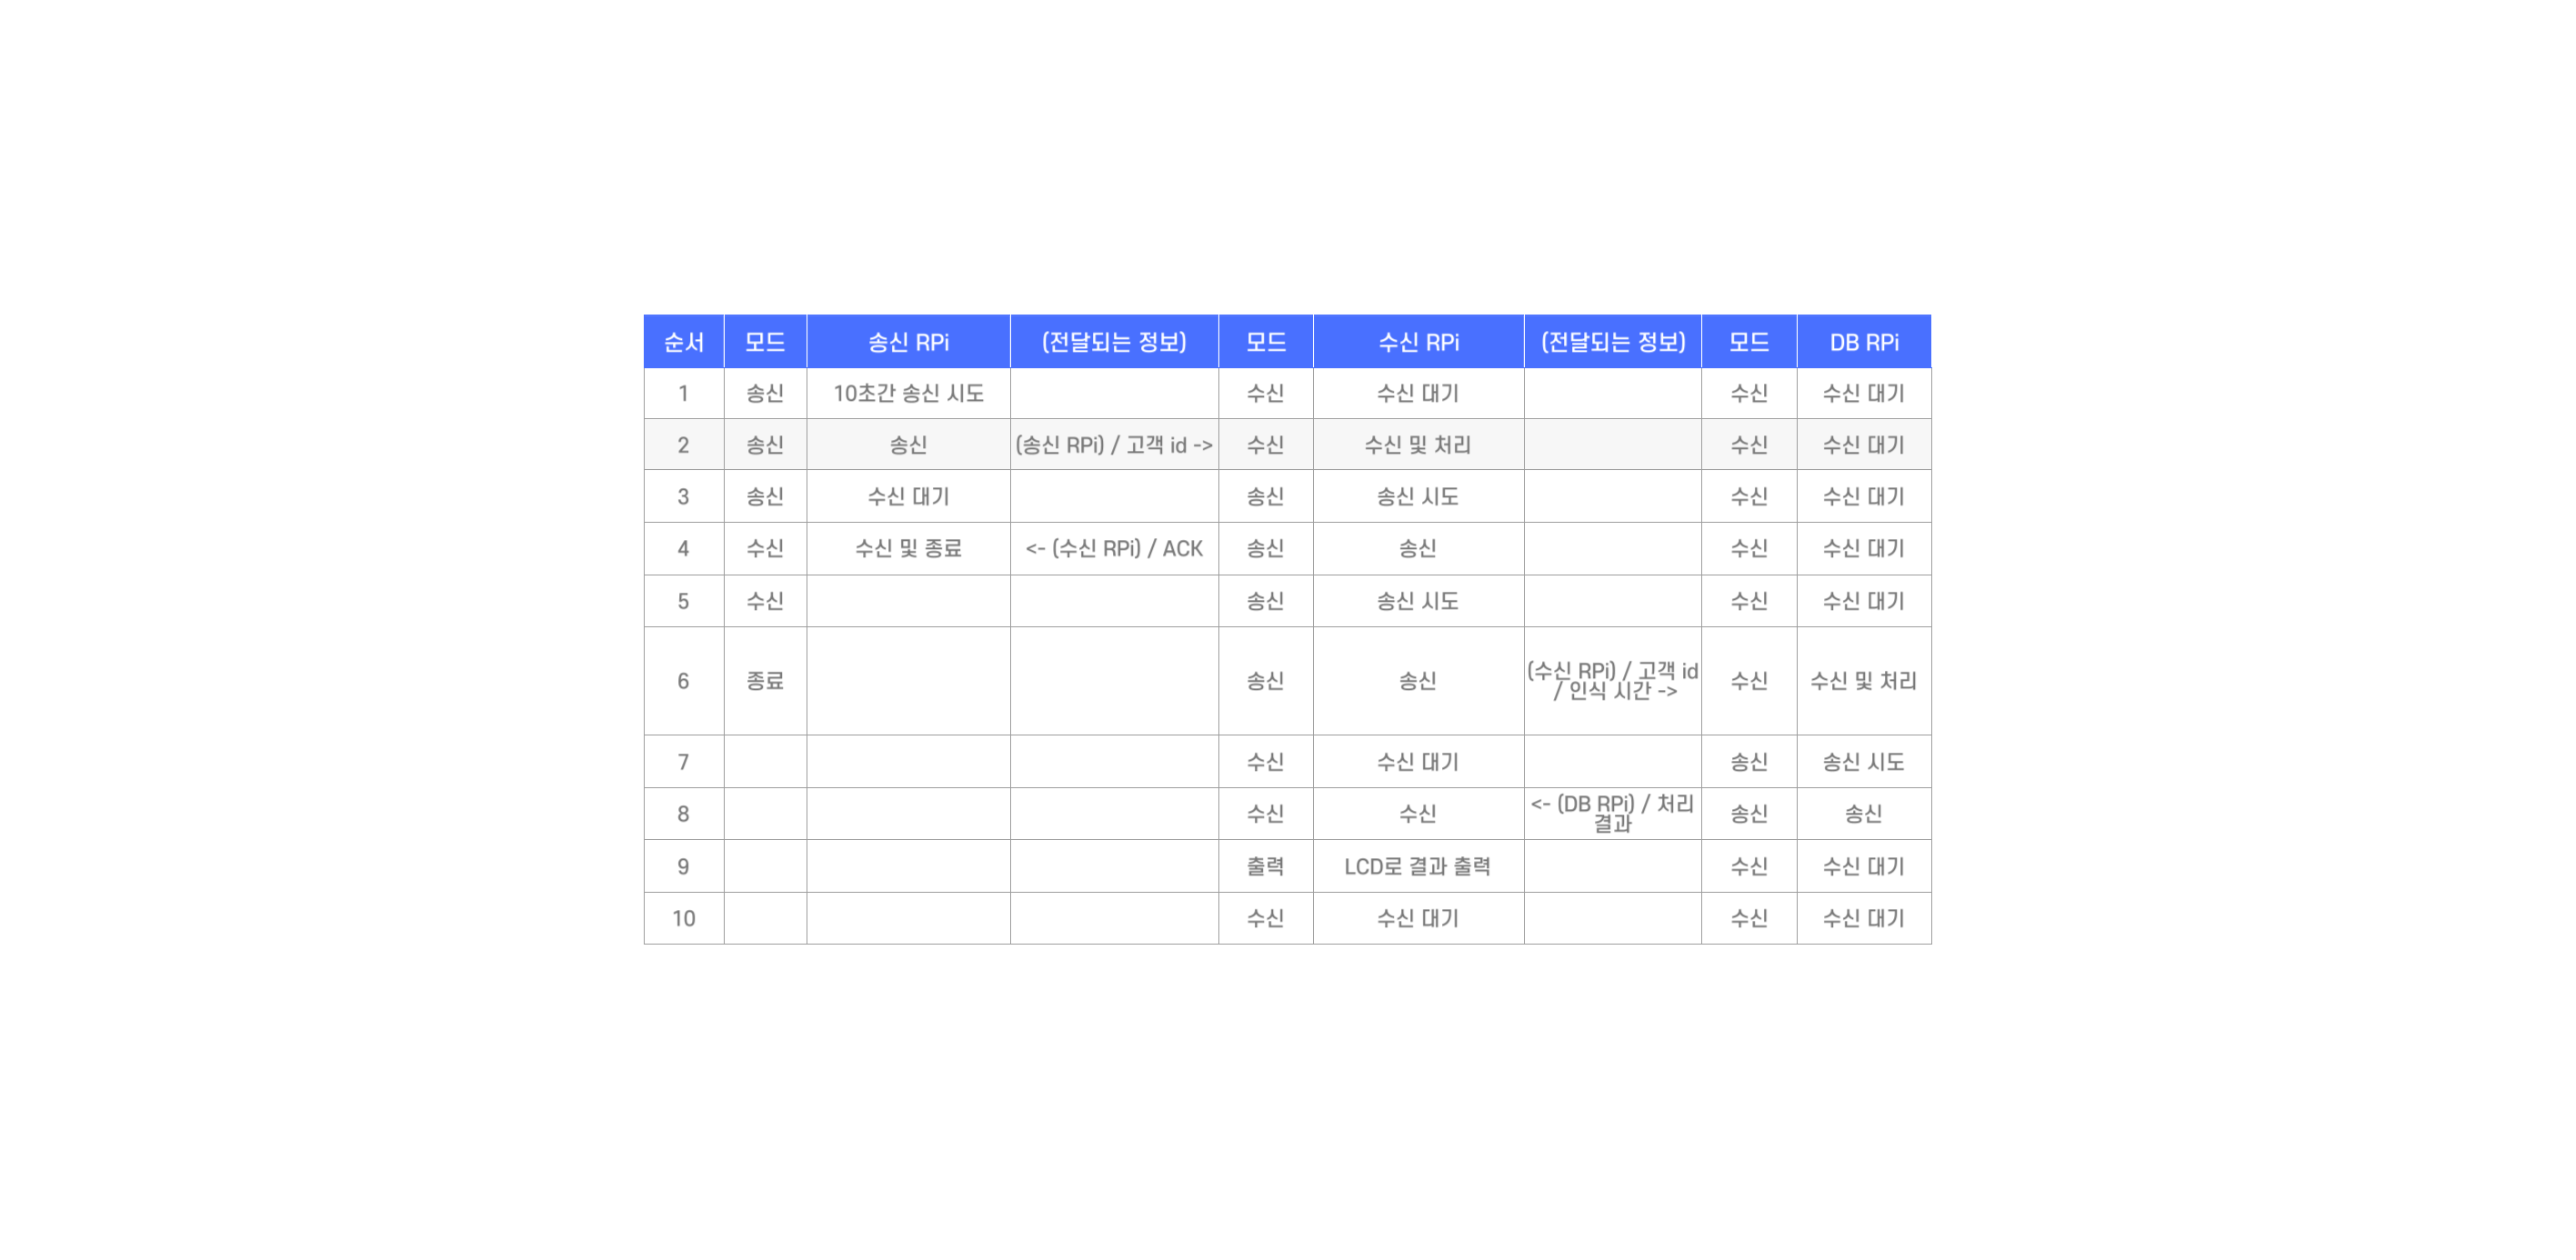 순서 모드 송신 RPi (전달되는 정보) 모드 수신 RPi (전달되는 정보) 모드 DB RPi
1 송신 10초간 송신 시도 수신 수신 대기 수신 수신 대기
2 송신 송신 (송신 RPi) / 고객 id -> 수신 수신 및 처리 수신 수신 대기
3 송신 수신 대기 송신 송신 시도 수신 수신 대기
4 수신 수신 및 종료 <- (수신 RPi) / ACK 송신 송신 수신 수신 대기
5 수신 송신 송신 시도 수신 수신 대기
6 종료 송신 송신 (수신 RPi) / 고객 id
/ 인식 시간 -> 수신 수신 및 처리
7 수신 수신 대기 송신 송신 시도
8 수신 수신 <- (DB RPi) / 처리
결과 송신 송신
9 출력 LCD로 결과 출력 수신 수신 대기
10 수신 수신 대기 수신 수신 대기